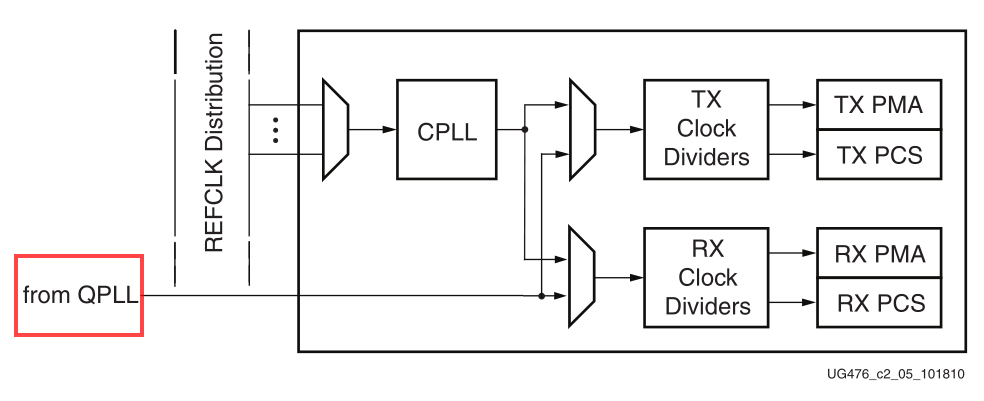 REFCLK Distribution
CPLL
TX
Clock
Dividers
TX PMA
TX PCS
from QPLL
RX
Clock
Dividers
RX PMA
RX PCS
UG476_c2_05_101810